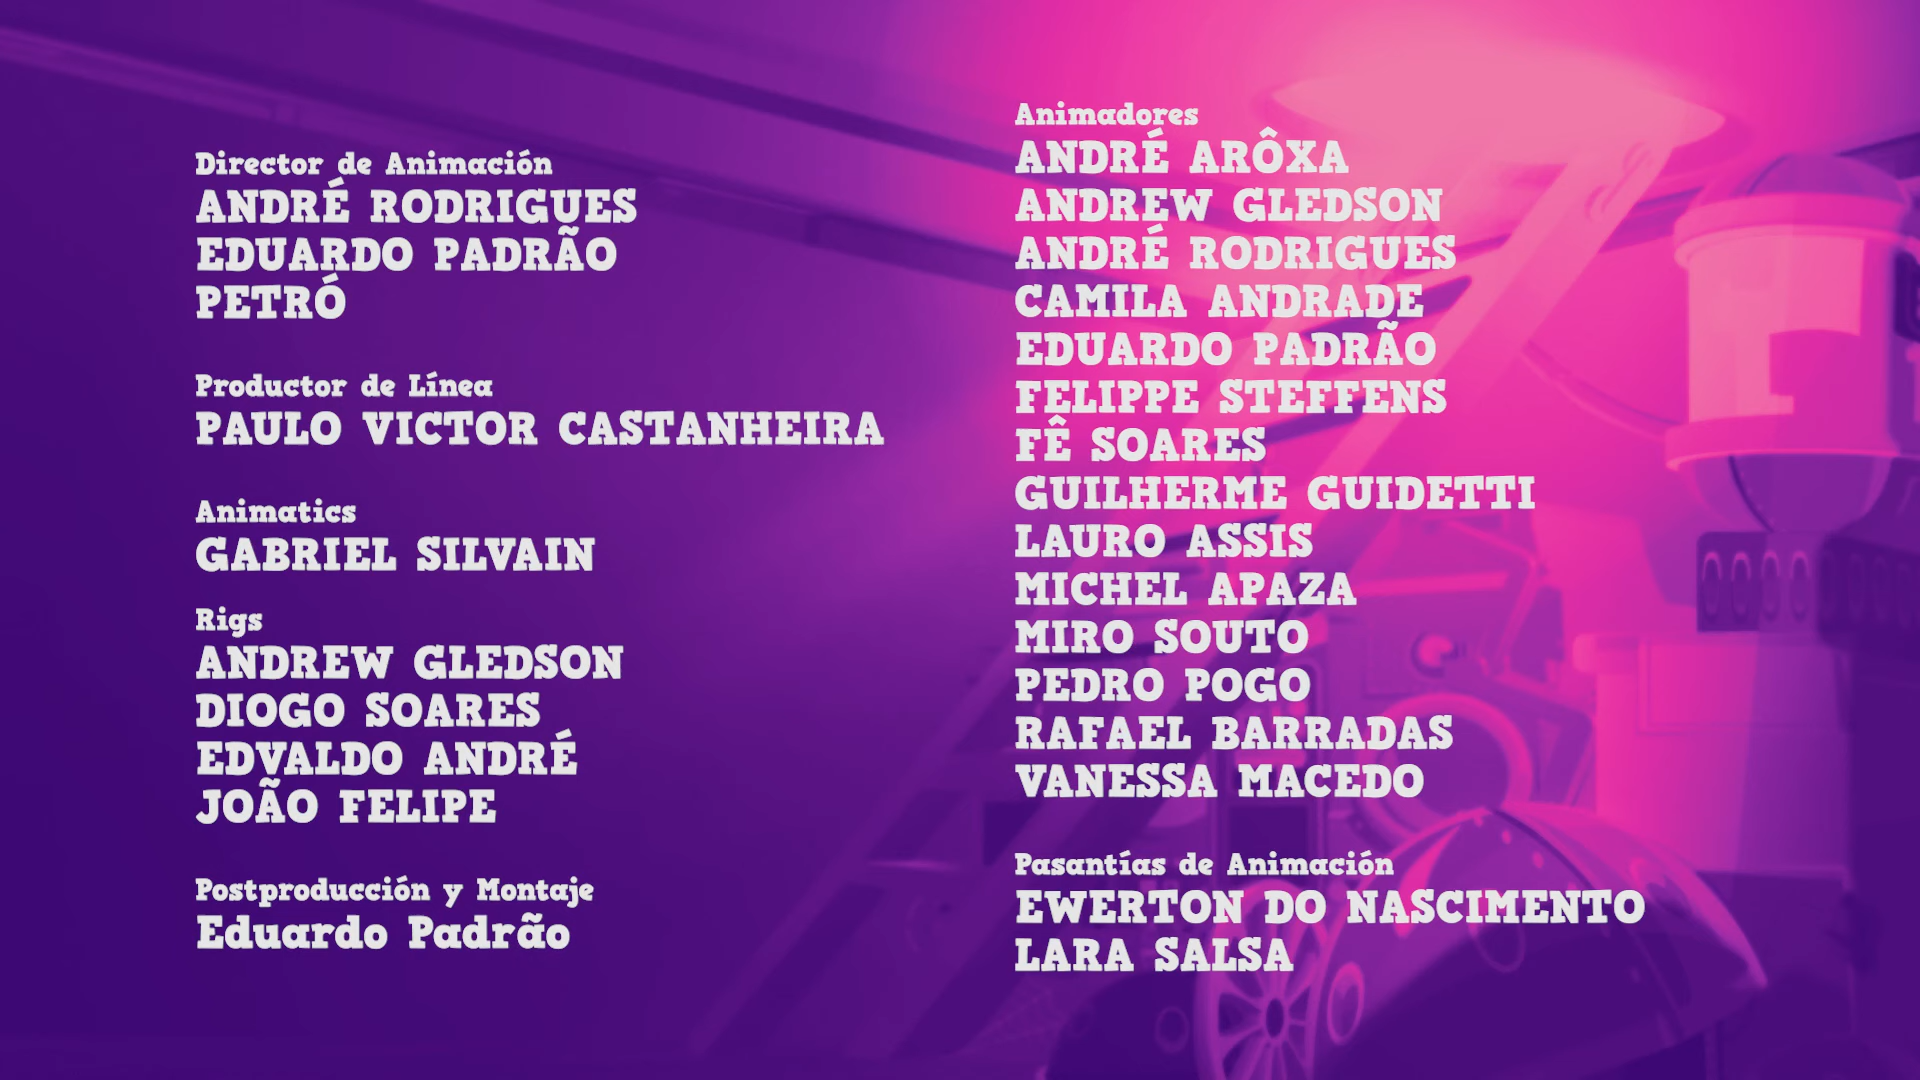 Director de Animación
ANDRÉ RODRIGUES
EDUARDO PADRÃO
PETRÓ
Productor de Línea
PAULO VICTOR CASTANHEIRA
Animatics
GABRIEL SILVAIN
Rigs
ANDREW GLEDSON
DIOGO SOARES
EDVALDO ANDRÉ
JOÃO FELIPE
Postproducción y Montaje
Eduardo Padrão
Animadores
ANDRÉ ARÔXA
ANDREW GLEDSON
ANDRÉ RODRIGUES
CAMILA ANDRADE
EDUARDO PADRÃO
FELIPPE STEFFENS
FÊ SOARES
GUILHERME GUIDETTI
LAURO ASSIS
MICHEL APAZA
MIRO SOUTO
PEDRO POGO
RAFAEL BARRADAS
VANESSA MACEDO
Pasantías de Animación
EWERTON DO NASCIMENTO
LARA SALSA